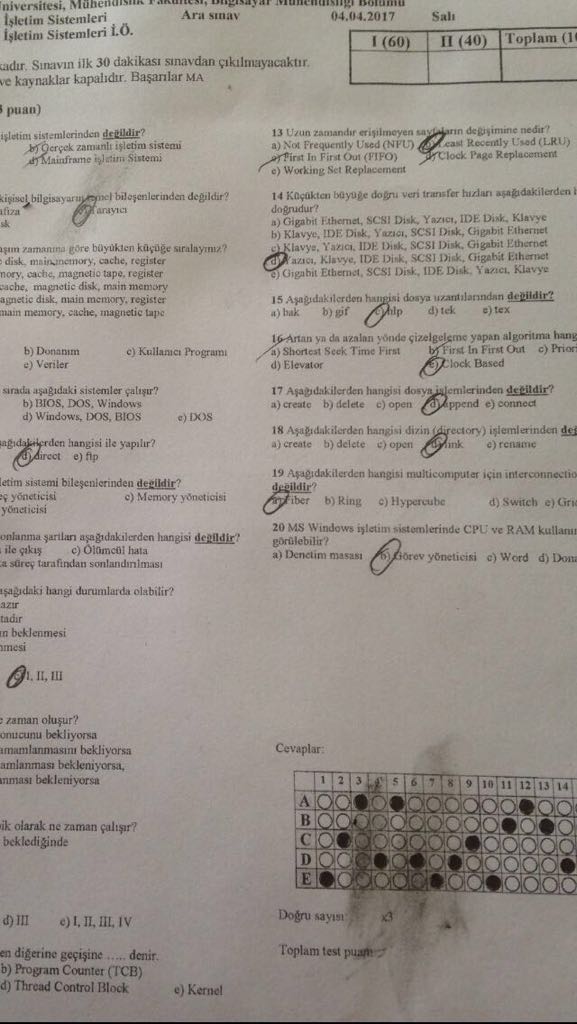 niversitesi, Mühendislik Fakültesi, Bilgisayar Mühendisliği Bölümü
İşletim Sistemleri Ara sınav 04.04.2017 Salı
İşletim Sistemleri İ.Ö.
I (60) II (40) Toplam (10
kadır. Sınavın ilk 30 dakikası sınavdan çıkılmayacaktır.
ve kaynaklar kapalıdır. Başarılar MA
puan)
işletim sistemlerinden değildir?
b) Gerçek zamanlı işletim sistemi
d) Mainframe işletim Sistemi
kişisel bilgisayarın temel bileşenlerinden değildir?
afıza Tarayıcı
sk
aşım zamanına göre büyükten küçüğe sıralayınız?
disk, main memory, cache, register
nory, cache, magnetic tape, register
cache, magnetic disk, main memory
agnetic disk, main memory, register
main memory, cache, magnetic tape
b) Donanım c) Kullanıcı Programı
e) Veriler
sırada aşağıdaki sistemler çalışır?
b) BIOS, DOS, Windows
d) Windows, DOS, BIOS e) DOS
şağıdakilerden hangisi ile yapılır?
d) direct e) ftp
letim sistemi bileşenlerinden değildir?
ç yöneticisi c) Memory yöneticisi
yöneticisi
onlanma şartları aşağıdakilerden hangisi değildir?
ile çıkış c) Ölümcül hata
ka süreç tarafından sonlandırılması
aşağıdaki hangi durumlarda olabilir?
azır
tadır
ın beklenmesi
nmesi
I, II, III
e zaman oluşur?
onucunu bekliyorsa
amamlanmasını bekliyorsa
amlanması bekleniyorsa,
anması bekleniyorsa
ik olarak ne zaman çalışır?
beklediğinde
d) III e) I, II, III, IV
en diğerine geçişine ..... denir.
b) Program Counter (TCB)
d) Thread Control Block e) Kernel
13 Uzun zamandır erişilmeyen sayfaların değişimine nedir?
a) Not Frequently Used (NFU) b) Least Recently Used (LRU)
c) First In First Out (FIFO) d) Clock Page Replacement
e) Working Set Replacement
14 Küçükten büyüğe doğru veri transfer hızları aşağıdakilerden h
doğrudur?
a) Gigabit Ethernet, SCSI Disk, Yazıcı, IDE Disk, Klavye
b) Klavye, IDE Disk, Yazıcı, SCSI Disk, Gigabit Ethernet
c) Klavye, Yazıcı, IDE Disk, SCSI Disk, Gigabit Ethernet
d) Yazıcı, Klavye, IDE Disk, SCSI Disk, Gigabit Ethernet
e) Gigabit Ethernet, SCSI Disk, IDE Disk, Yazıcı, Klavye
15 Aşağıdakilerden hangisi dosya uzantılarından değildir?
a) bak b) gif c) hlp d) tek e) tex
16 Artan ya da azalan yönde çizelgeleme yapan algoritma hang
a) Shortest Seek Time First b) First In First Out c) Prior
d) Elevator e) Clock Based
17 Aşağıdakilerden hangisi dosya işlemlerinden değildir?
a) create b) delete c) open d) append e) connect
18 Aşağıdakilerden hangisi dizin (directory) işlemlerinden değ
a) create b) delete c) open d) link e) rename
19 Aşağıdakilerden hangisi multicomputer için interconnectio
değildir?
a) Fiber b) Ring c) Hypercube d) Switch e) Gri
20 MS Windows işletim sistemlerinde CPU ve RAM kullanı
görülebilir?
a) Denetim masası b) Görev yöneticisi c) Word d) Dona
Cevaplar:
1 2 3 4 5 6 7 8 9 10 11 12 13 14
A
B
C
D
E
Doğru sayısı: x3
Toplam test puanı